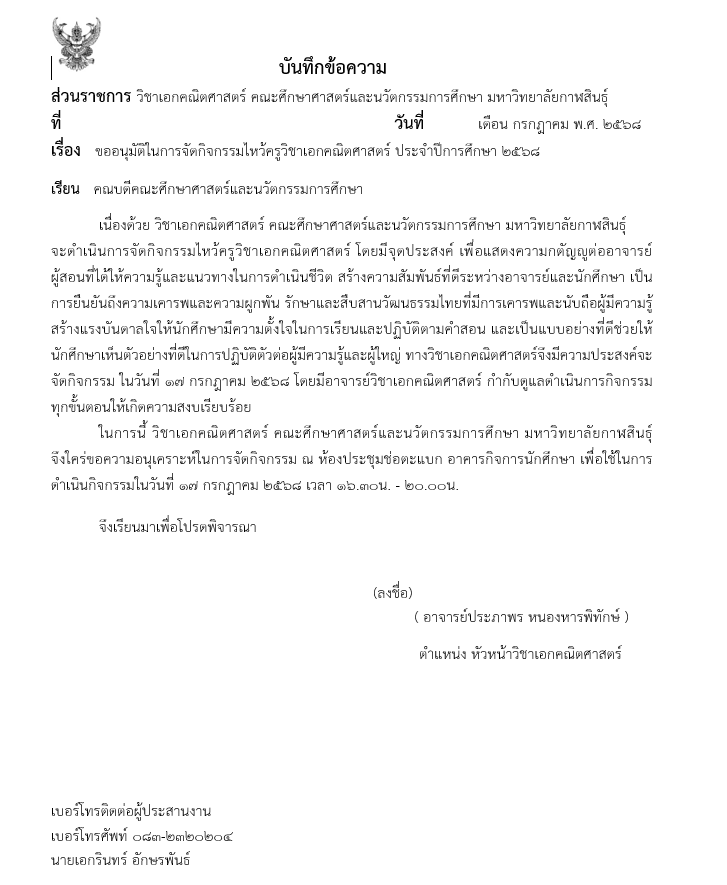 บันทึกข้อความ
ส่วนราชการ วิชาเอกคณิตศาสตร์ คณะศึกษาศาสตร์และนวัตกรรมการศึกษา มหาวิทยาลัยกาฬสินธุ์
ที่ วันที่ เดือน กรกฎาคม พ.ศ. ๒๕๖๘
เรื่อง ขออนุมัติในการจัดกิจกรรมไหว้ครูวิชาเอกคณิตศาสตร์ ประจำปีการศึกษา ๒๕๖๘
เรียน คณบดีคณะศึกษาศาสตร์และนวัตกรรมการศึกษา
เนื่องด้วย วิชาเอกคณิตศาสตร์ คณะศึกษาศาสตร์และนวัตกรรมการศึกษา มหาวิทยาลัยกาฬสินธุ์
จะดำเนินการจัดกิจกรรมไหว้ครูวิชาเอกคณิตศาสตร์ โดยมีจุดประสงค์ เพื่อแสดงความกตัญญูต่ออาจารย์
ผู้สอนที่ได้ให้ความรู้และแนวทางในการดำเนินชีวิต สร้างความสัมพันธ์ที่ดีระหว่างอาจารย์และนักศึกษา เป็น
การยืนยันถึงความเคารพและความผูกพัน รักษาและสืบสานวัฒนธรรมไทยที่มีการเคารพและนับถือผู้มีความรู้
สร้างแรงบันดาลใจให้นักศึกษามีความตั้งใจในการเรียนและปฏิบัติตามคำสอน และเป็นแบบอย่างที่ดีช่วยให้
นักศึกษาเห็นตัวอย่างที่ดีในการปฏิบัติตัวต่อผู้มีความรู้และผู้ใหญ่ ทางวิชาเอกคณิตศาสตร์จึงมีความประสงค์จะ
จัดกิจกรรม ในวันที่ ๑๗ กรกฎาคม ๒๕๖๘ โดยมีอาจารย์วิชาเอกคณิตศาสตร์ กำกับดูแลดำเนินการกิจกรรม
ทุกขั้นตอนให้เกิดความสงบเรียบร้อย
ในการนี้ วิชาเอกคณิตศาสตร์ คณะศึกษาศาสตร์และนวัตกรรมการศึกษา มหาวิทยาลัยกาฬสินธุ์
จึงใคร่ขอความอนุเคราะห์ในการจัดกิจกรรม ณ ห้องประชุมช่อตะแบก อาคารกิจการนักศึกษา เพื่อใช้ในการ
ดำเนินกิจกรรมในวันที่ ๑๗ กรกฎาคม ๒๕๖๘ เวลา ๑๖.๓๐น. - ๒๐.๐๐น.
จึงเรียนมาเพื่อโปรดพิจารณา
(ลงชื่อ)
( อาจารย์ประภาพร หนองหารพิทักษ์ )
ตำแหน่ง หัวหน้าวิชาเอกคณิตศาสตร์
เบอร์โทรติดต่อผู้ประสานงาน
เบอร์โทรศัพท์ ๐๘๓-๒๓๒๐๒๐๔
นายเอกรินทร์ อักษรพันธ์